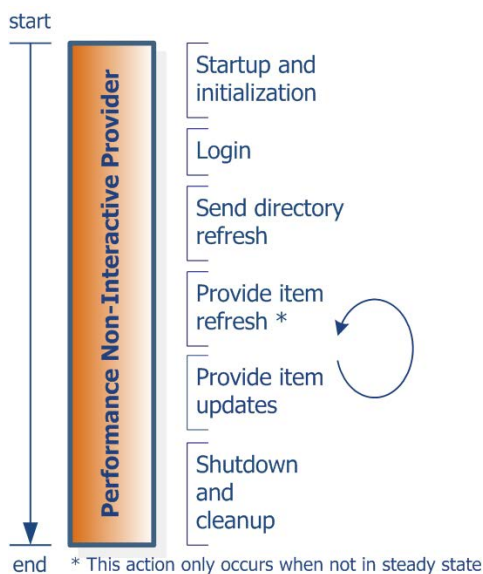 start
Performance Non-Interactive Provider
Startup and
initialization
Login
Send directory
refresh
Provide item
refresh *
Provide item
updates
Shutdown
and
cleanup
end
* This action only occurs when not in steady state